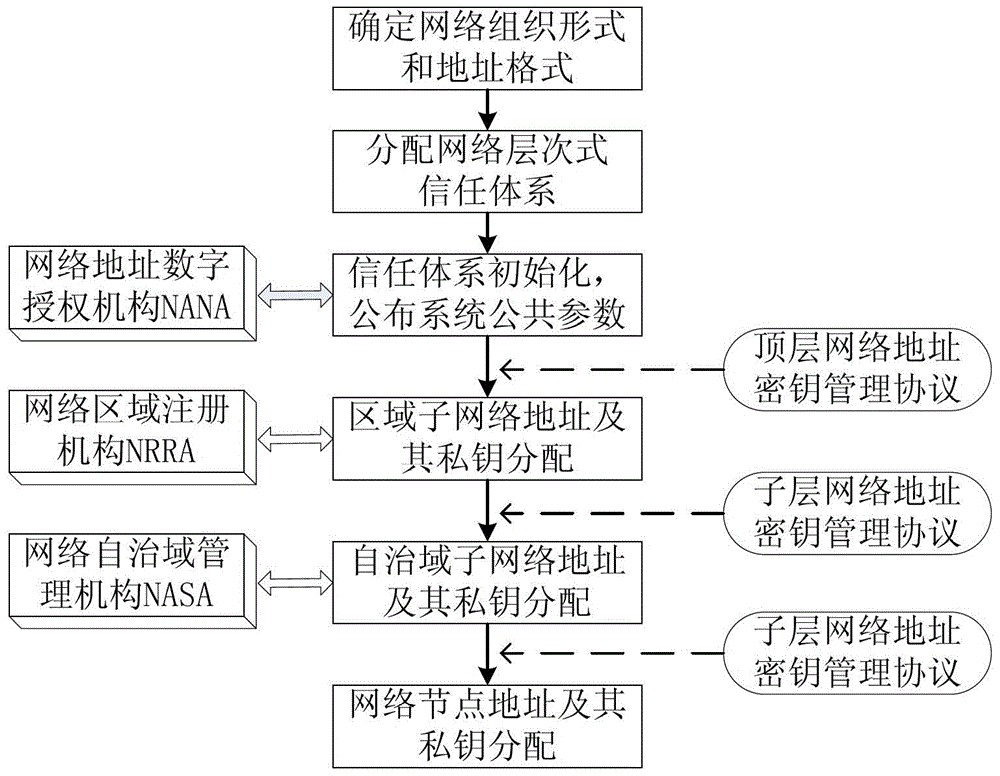 确定网络组织形式
和地址格式
分配网络层次式
信任体系
网络地址数字
授权机构NANA
信任体系初始化，
公布系统公共参数
顶层网络地址
密钥管理协议
网络区域注册
机构NRRA
区域子网络地址及
其私钥分配
子层网络地址
密钥管理协议
网络自治域管
理机构NASA
自治域子网络地址
及其私钥分配
子层网络地址
密钥管理协议
网络节点地址及其
私钥分配